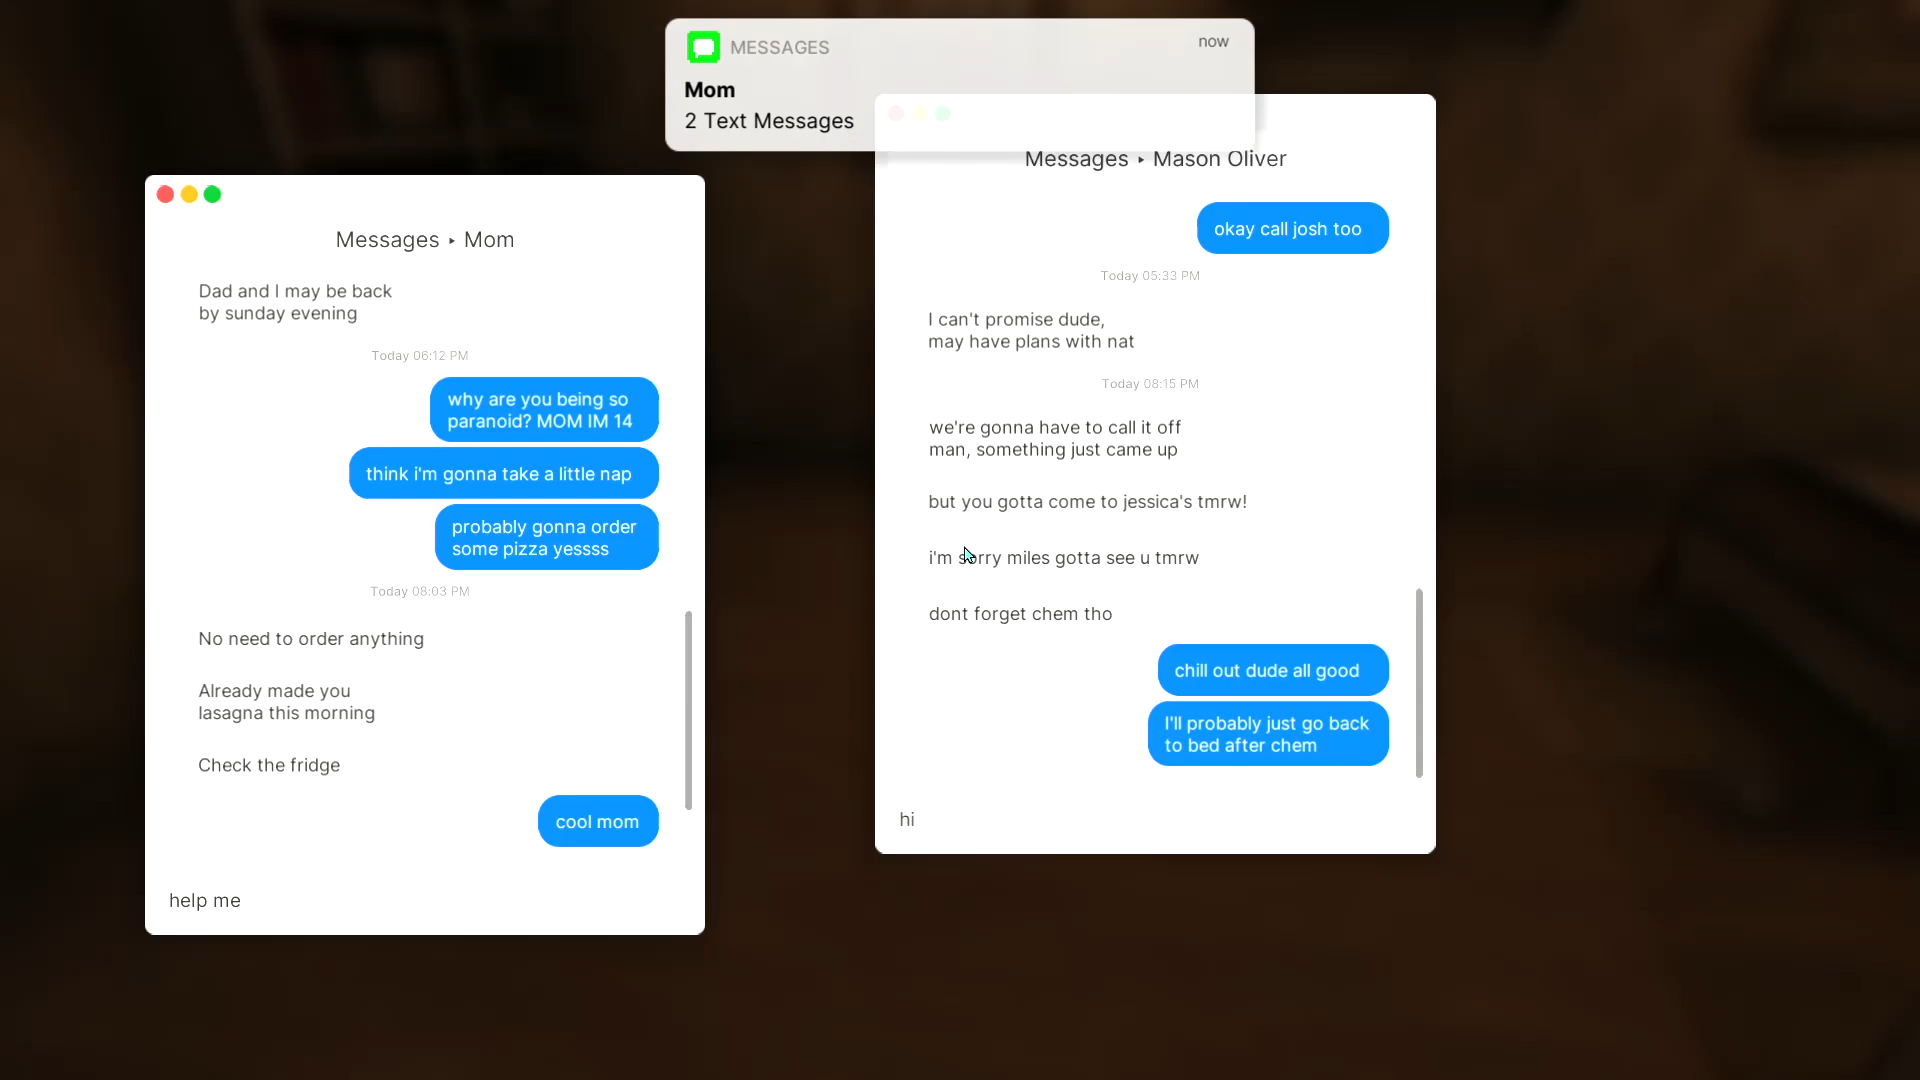 MESSAGES
now
Mom
2 Text Messages
Messages ‣ Mom
Dad and I may be back
by sunday evening
Today 06:12 PM
why are you being so
paranoid? MOM IM 14
think i'm gonna take a little nap
probably gonna order
some pizza yessss
Today 08:03 PM
No need to order anything
Already made you
lasagna this morning
Check the fridge
cool mom
help me
Messages ‣ Mason Oliver
okay call josh too
Today 05:33 PM
I can't promise dude,
may have plans with nat
Today 08:15 PM
we're gonna have to call it off
man, something just came up
but you gotta come to jessica's tmrw!
i'm sorry miles gotta see u tmrw
dont forget chem tho
chill out dude all good
I'll probably just go back
to bed after chem
hi